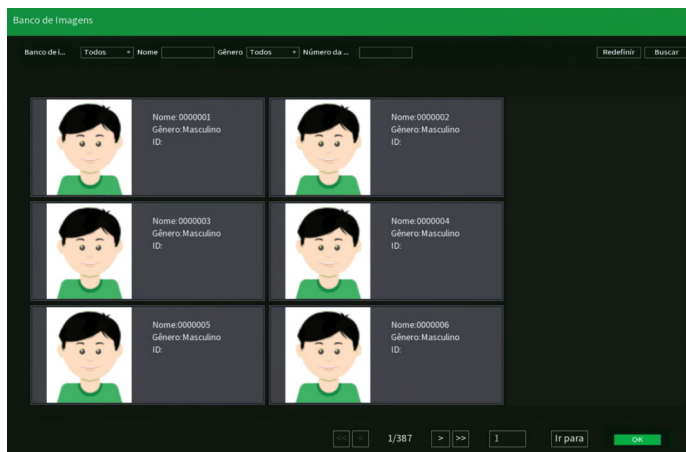 Banco de Imagens
Banco de i... Todos Nome Gênero Todos Número da ... Redefinir Buscar
Nome:0000001
Gênero:Masculino
ID:
Nome:0000002
Gênero:Masculino
ID:
Nome:0000003
Gênero:Masculino
ID:
Nome:0000004
Gênero:Masculino
ID:
Nome:0000005
Gênero:Masculino
ID:
Nome:0000006
Gênero:Masculino
ID:
<< < 1/387 > >> 1 Ir para OK